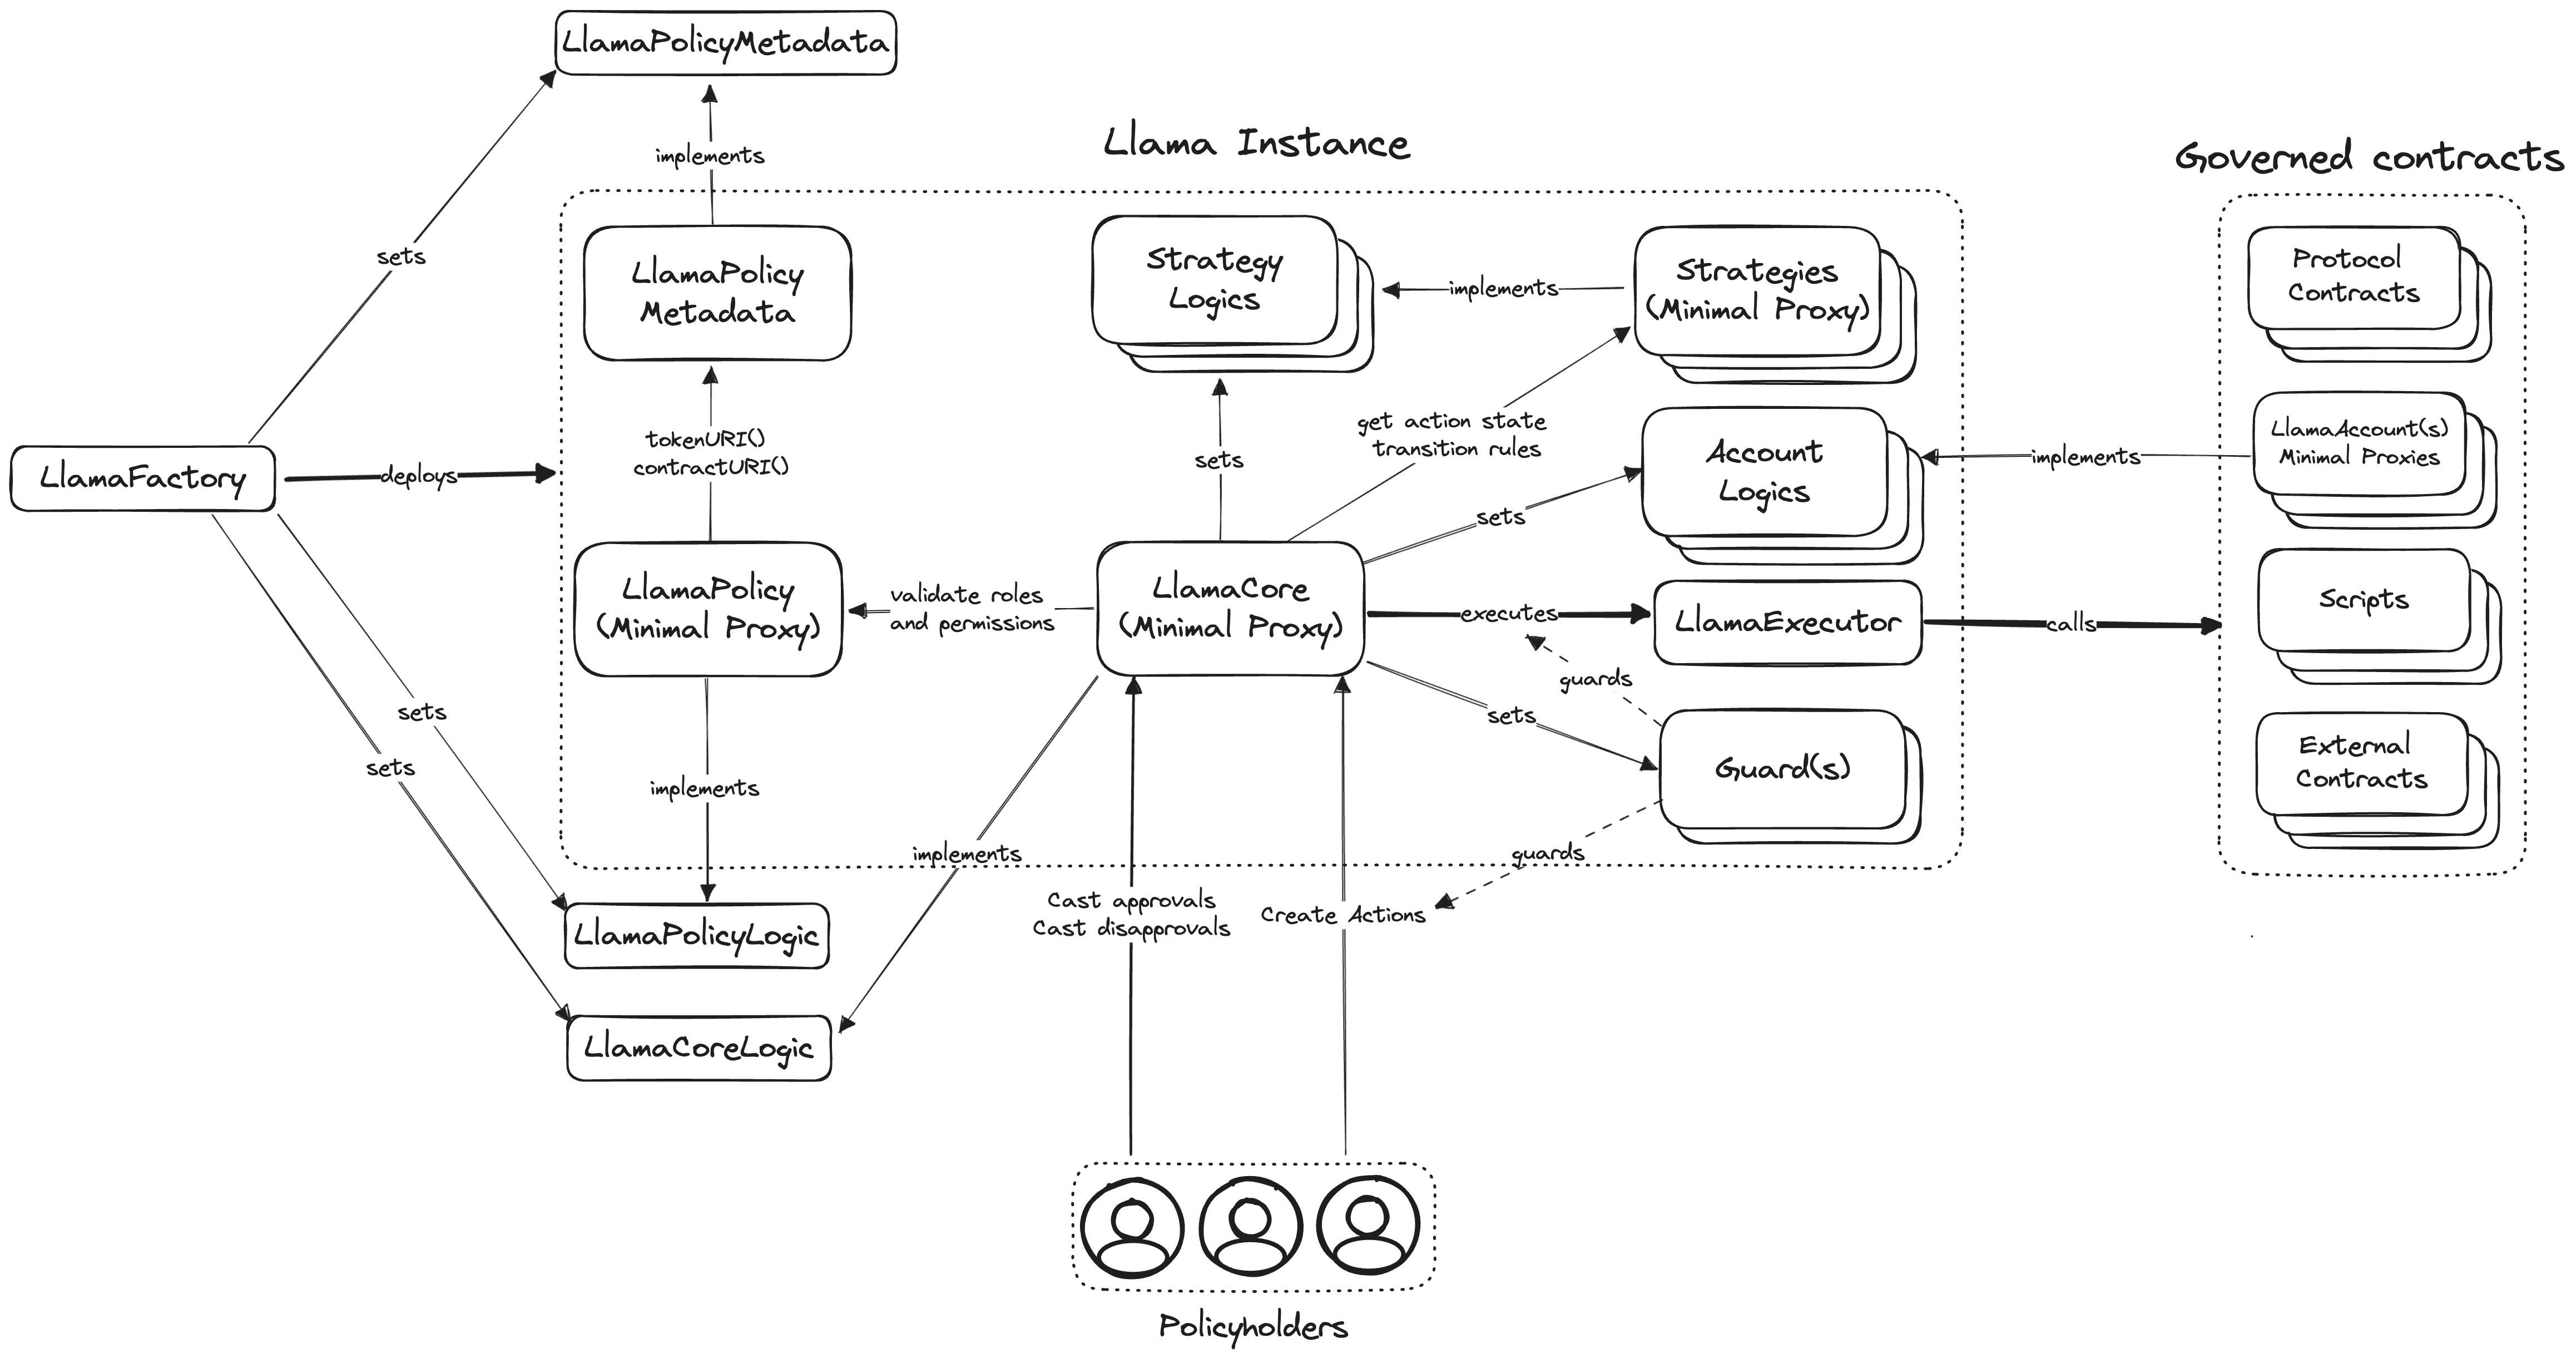 LlamaPolicyMetadata
implements
Llama Instance
Governed contracts
sets
LlamaPolicy
Metadata
Strategy
Logics
implements
Strategies
(Minimal Proxy)
Protocol
Contracts
tokenURI()
contractURI()
sets
get action state
transition rules
Account
Logics
implements
LlamaAccount(s)
Minimal Proxies
LlamaFactory
deploys
sets
LlamaPolicy
(Minimal Proxy)
validate roles
and permissions
LlamaCore
(Minimal Proxy)
executes
LlamaExecutor
calls
Scripts
guards
sets
sets
sets
implements
Guard(s)
External
Contracts
implements
guards
Cast approvals
Cast disapprovals
Create Actions
LlamaPolicyLogic
LlamaCoreLogic
Policyholders